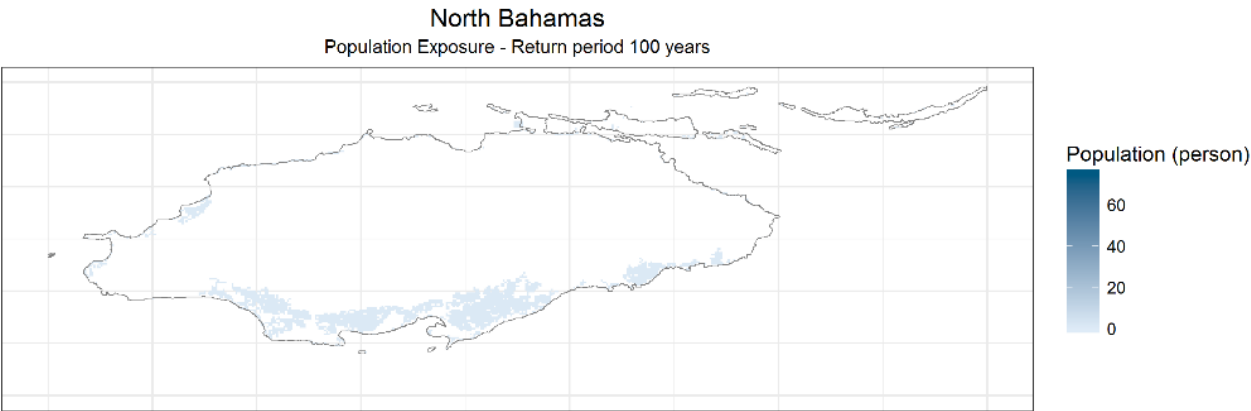 North Bahamas
Population Exposure - Return period 100 years
Population (person)
60
40
20
0